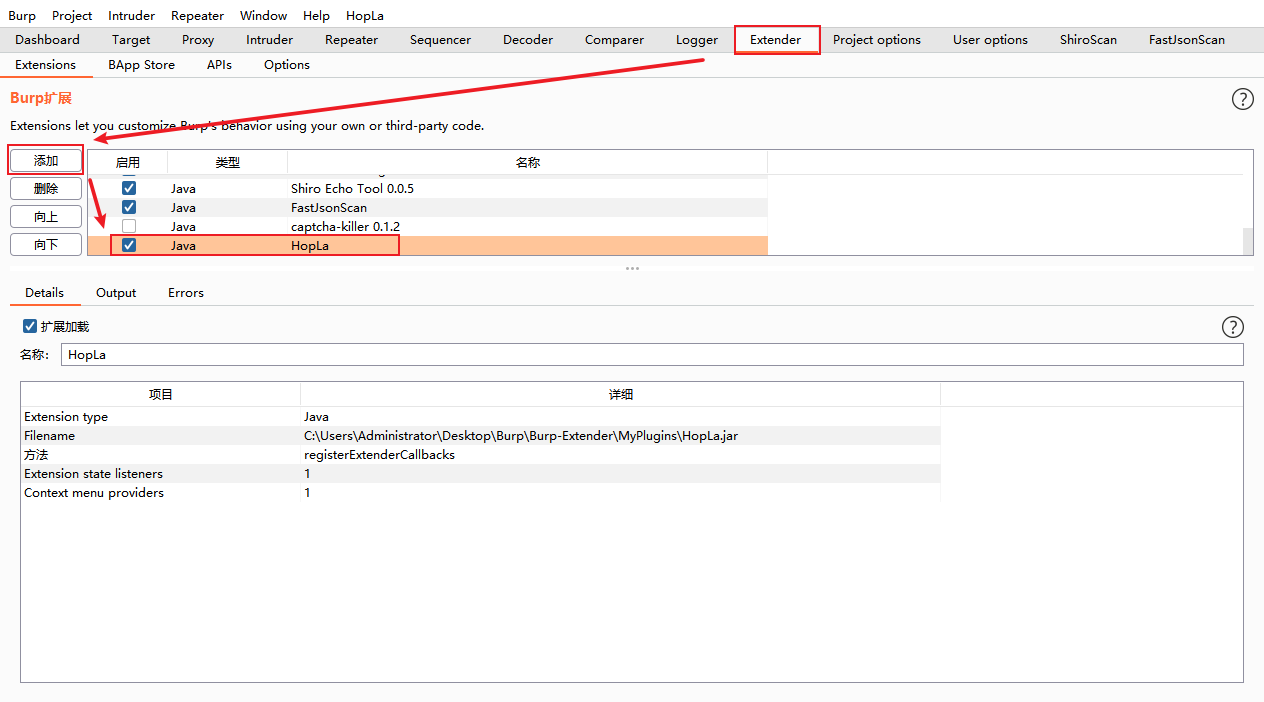 Burp Project Intruder Repeater Window Help HopLa
Dashboard Target Proxy Intruder Repeater Sequencer Decoder Comparer Logger Extender Project options User options ShiroScan FastJsonScan
Extensions BApp Store APIs Options
Burp扩展
Extensions let you customize Burp's behavior using your own or third-party code.
添加 启用 类型 名称
删除 Java Shiro Echo Tool 0.0.5
Java FastJsonScan
向上 Java captcha-killer 0.1.2
向下 Java HopLa
Details Output Errors
扩展加载
名称: HopLa
项目 详细
Extension type Java
Filename C:\Users\Administrator\Desktop\Burp\Burp-Extender\MyPlugins\HopLa.jar
方法 registerExtenderCallbacks
Extension state listeners 1
Context menu providers 1